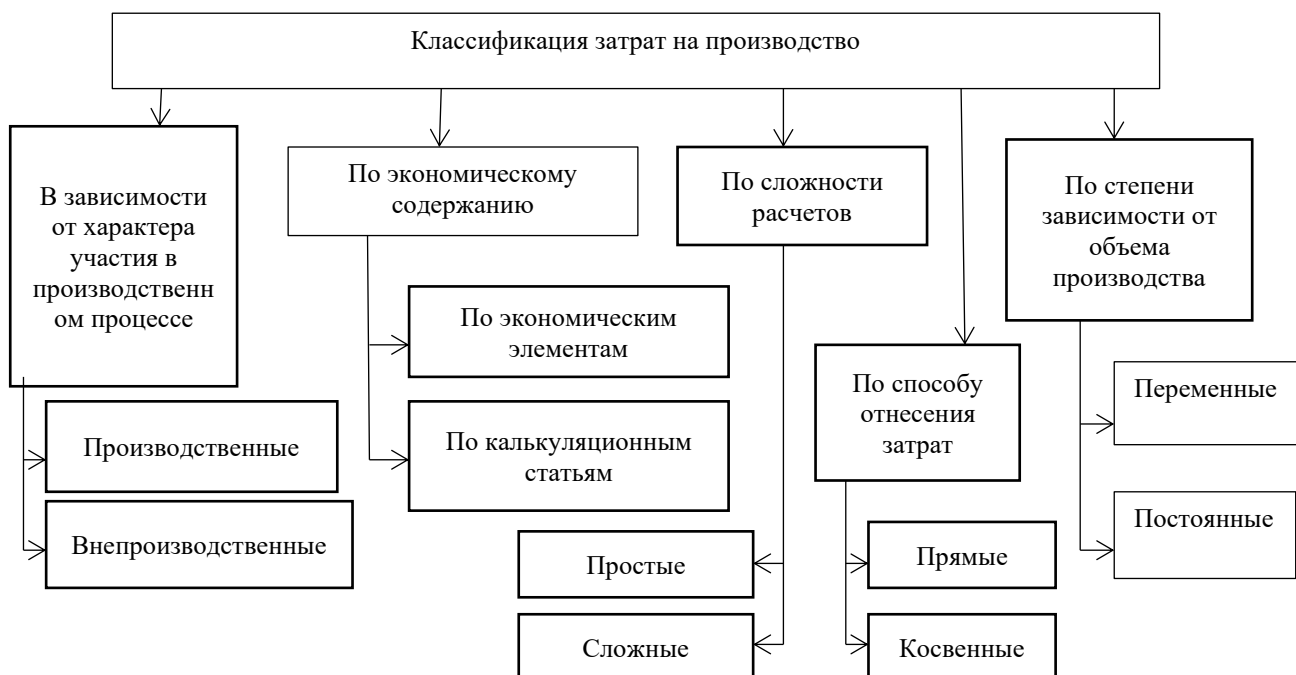 Классификация затрат на производство
В зависимости
от характера
участия в
производственн
ом процессе
Производственные
Внепроизводственные
По экономическому
содержанию
По экономическим
элементам
По калькуляционным
статьям
По сложности
расчетов
Простые
Сложные
По способу
отнесения
затрат
Прямые
Косвенные
По степени
зависимости от
объема
производства
Переменные
Постоянные